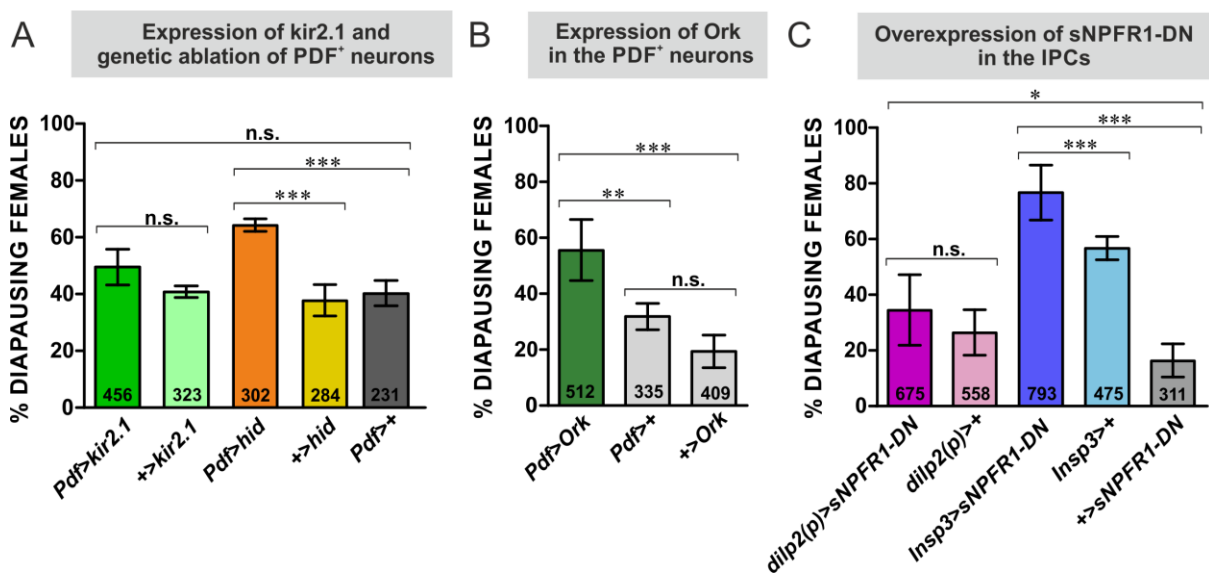 A
Expression of kir2.1 and
genetic ablation of PDF⁺ neurons
% DIAPAUSING FEMALES
100
80
60
40
20
0
n.s.
***
***
n.s.
456
323
302
284
231
Pdf>kir2.1
+>kir2.1
Pdf>hid
+>hid
Pdf>+
B
Expression of Ork
in the PDF⁺ neurons
% DIAPAUSING FEMALES
100
80
60
40
20
0
***
**
n.s.
512
335
409
Pdf>Ork
Pdf>+
+>Ork
C
Overexpression of sNPFR1-DN
in the IPCs
% DIAPAUSING FEMALES
100
80
60
40
20
0
*
***
***
n.s.
675
558
793
475
311
dilp2(p)>sNPFR1-DN
dilp2(p)>+
Insp3>sNPFR1-DN
Insp3>+
+>sNPFR1-DN